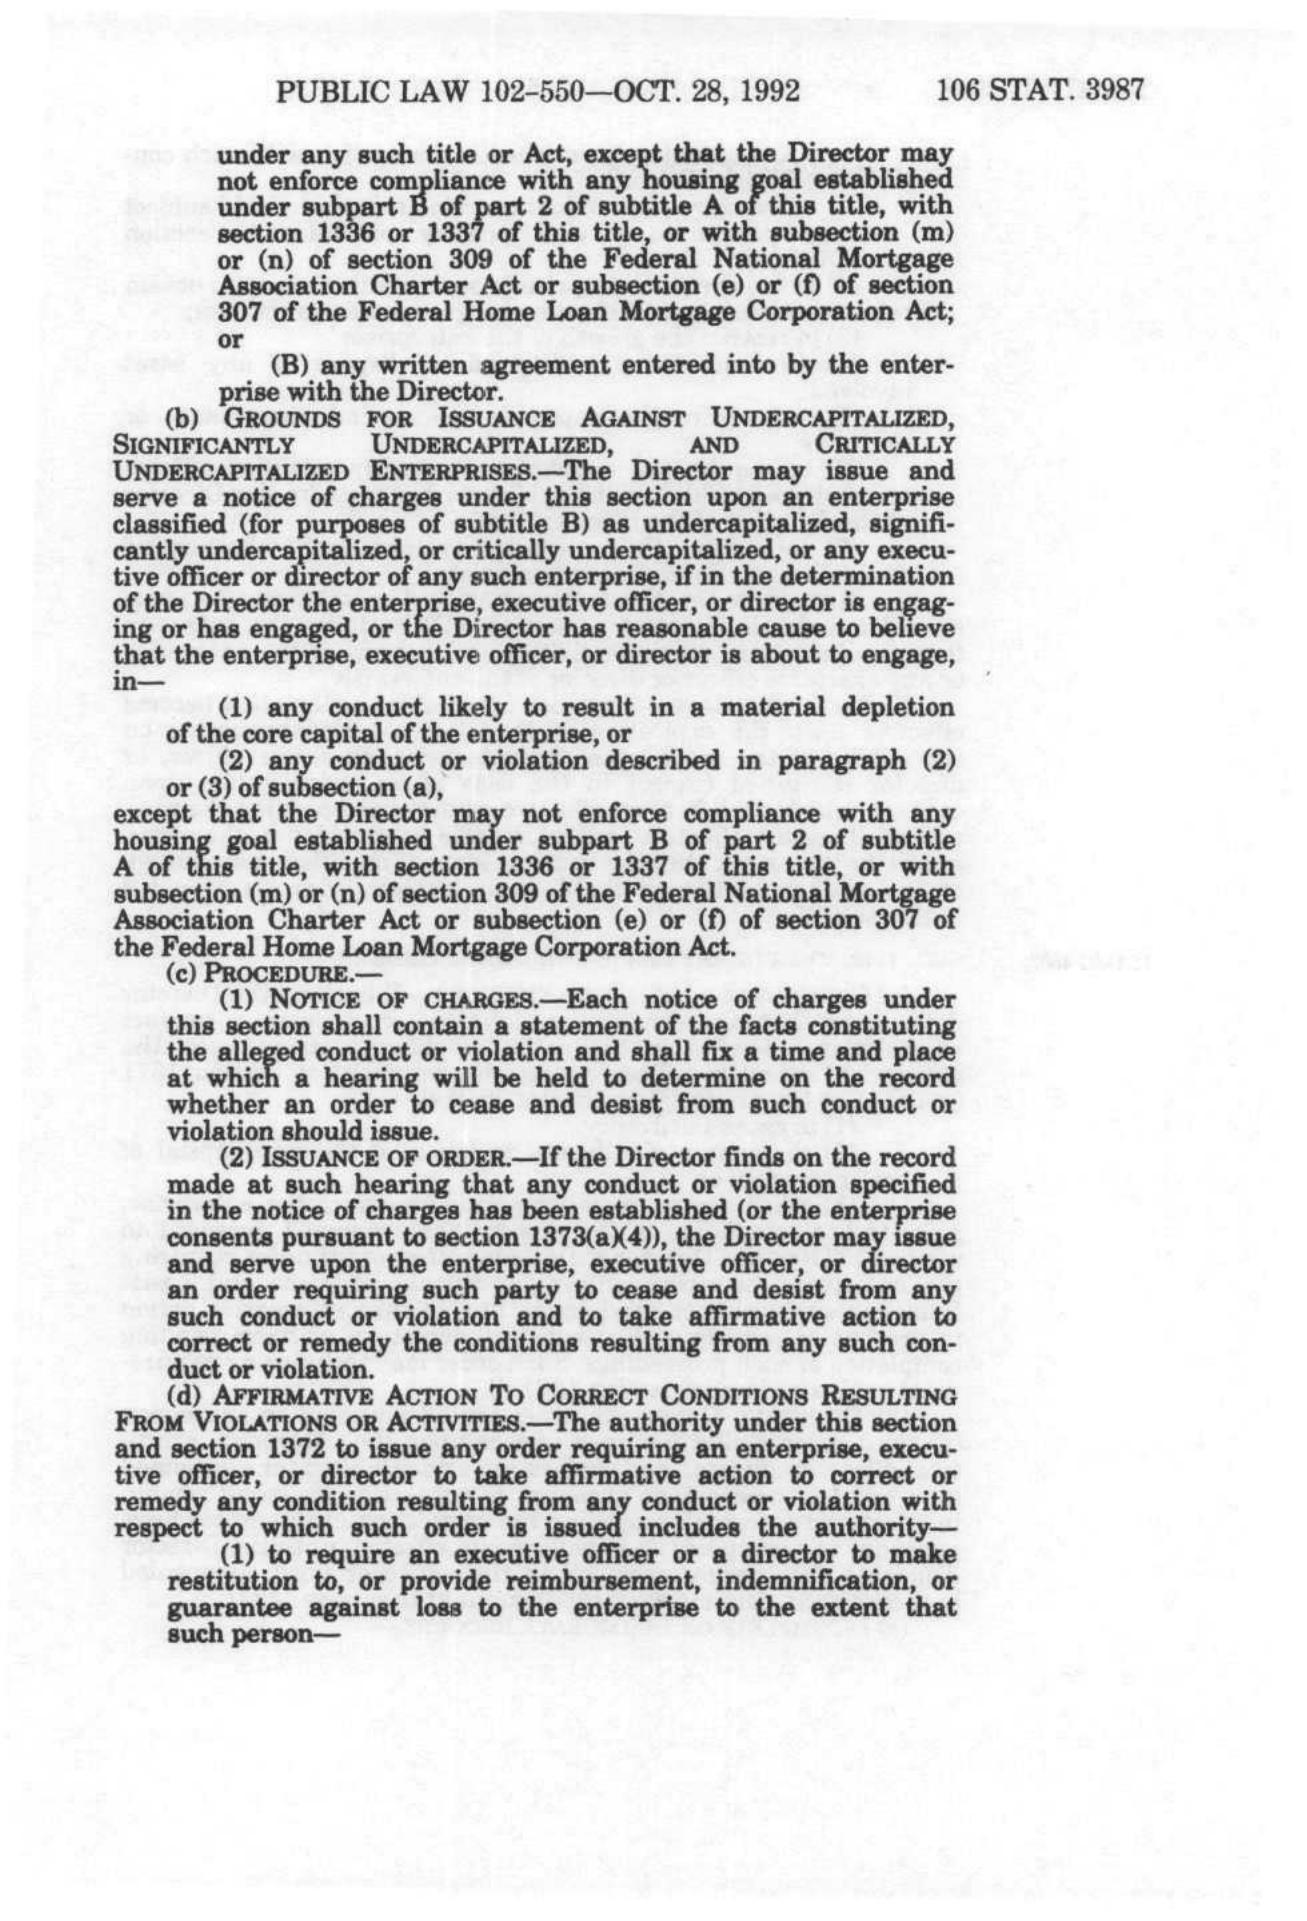 PUBLIC LAW 102-550—OCT. 28, 1992 106 STAT. 3987
under any such title or Act, except that the Director may
not enforce compliance with any housing goal established
under subpart B of part 2 of subtitle A of this title, with
section 1336 or 1337 of this title, or with subsection (m)
or (n) of section 309 of the Federal National Mortgage
Association Charter Act or subsection (e) or (f) of section
307 of the Federal Home Loan Mortgage Corporation Act;
or
(B) any written agreement entered into by the enter-
prise with the Director.
(b) GROUNDS FOR ISSUANCE AGAINST UNDERCAPITALIZED,
SIGNIFICANTLY UNDERCAPITALIZED, AND CRITICALLY
UNDERCAPITALIZED ENTERPRISES.—The Director may issue and
serve a notice of charges under this section upon an enterprise
classified (for purposes of subtitle B) as undercapitalized, signifi-
cantly undercapitalized, or critically undercapitalized, or any execu-
tive officer or director of any such enterprise, if in the determination
of the Director the enterprise, executive officer, or director is engag-
ing or has engaged, or the Director has reasonable cause to believe
that the enterprise, executive officer, or director is about to engage,
in—
(1) any conduct likely to result in a material depletion
of the core capital of the enterprise, or
(2) any conduct or violation described in paragraph (2)
or (3) of subsection (a),
except that the Director may not enforce compliance with any
housing goal established under subpart B of part 2 of subtitle
A of this title, with section 1336 or 1337 of this title, or with
subsection (m) or (n) of section 309 of the Federal National Mortgage
Association Charter Act or subsection (e) or (f) of section 307 of
the Federal Home Loan Mortgage Corporation Act.
(c) PROCEDURE.—
(1) NOTICE OF CHARGES.—Each notice of charges under
this section shall contain a statement of the facts constituting
the alleged conduct or violation and shall fix a time and place
at which a hearing will be held to determine on the record
whether an order to cease and desist from such conduct or
violation should issue.
(2) ISSUANCE OF ORDER.—If the Director finds on the record
made at such hearing that any conduct or violation specified
in the notice of charges has been established (or the enterprise
consents pursuant to section 1373(a)(4)), the Director may issue
and serve upon the enterprise, executive officer, or director
an order requiring such party to cease and desist from any
such conduct or violation and to take affirmative action to
correct or remedy the conditions resulting from any such con-
duct or violation.
(d) AFFIRMATIVE ACTION TO CORRECT CONDITIONS RESULTING
FROM VIOLATIONS OR ACTIVITIES.—The authority under this section
and section 1372 to issue any order requiring an enterprise, execu-
tive officer, or director to take affirmative action to correct or
remedy any condition resulting from any conduct or violation with
respect to which such order is issued includes the authority—
(1) to require an executive officer or a director to make
restitution to, or provide reimbursement, indemnification, or
guarantee against loss to the enterprise to the extent that
such person—